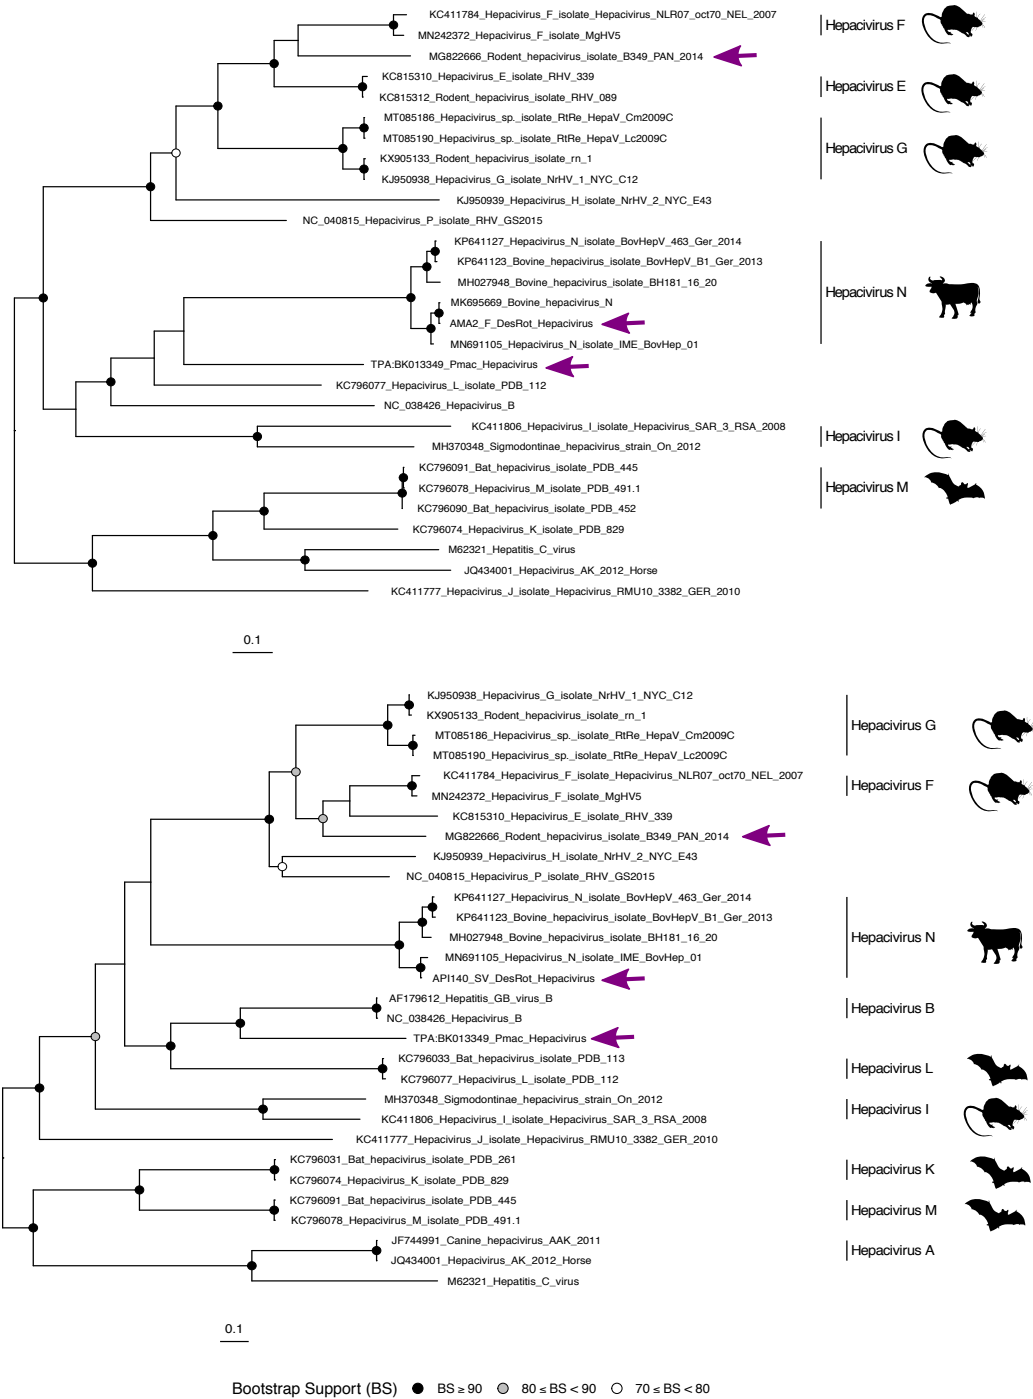 KC411784_Hepacivirus_F_isolate_Hepacivirus_NLR07_oct70_NEL_2007
Hepacivirus F
MN242372_Hepacivirus_F_isolate_MgHV5
MG822666_Rodent_hepacivirus_isolate_B349_PAN_2014
KC815310_Hepacivirus_E_isolate_RHV_339
Hepacivirus E
KC815312_Rodent_hepacivirus_isolate_RHV_089
MT085186_Hepacivirus_sp._isolate_RtRe_HepaV_Cm2009C
MT085190_Hepacivirus_sp._isolate_RtRe_HepaV_Lc2009C
Hepacivirus G
KX905133_Rodent_hepacivirus_isolate_rn_1
KJ950938_Hepacivirus_G_isolate_NrHV_1_NYC_C12
KJ950939_Hepacivirus_H_isolate_NrHV_2_NYC_E43
NC_040815_Hepacivirus_P_isolate_RHV_GS2015
KP641127_Hepacivirus_N_isolate_BovHepV_463_Ger_2014
KP641123_Bovine_hepacivirus_isolate_BovHepV_B1_Ger_2013
MH027948_Bovine_hepacivirus_isolate_BH181_16_20
Hepacivirus N
MK695669_Bovine_hepacivirus_N
AMA2_F_DesRot_Hepacivirus
MN691105_Hepacivirus_N_isolate_IME_BovHep_01
TPA:BK013349_Pmac_Hepacivirus
KC796077_Hepacivirus_L_isolate_PDB_112
NC_038426_Hepacivirus_B
KC411806_Hepacivirus_I_isolate_Hepacivirus_SAR_3_RSA_2008
Hepacivirus I
MH370348_Sigmodontinae_hepacivirus_strain_On_2012
KC796091_Bat_hepacivirus_isolate_PDB_445
KC796078_Hepacivirus_M_isolate_PDB_491.1
Hepacivirus M
KC796090_Bat_hepacivirus_isolate_PDB_452
KC796074_Hepacivirus_K_isolate_PDB_829
M62321_Hepatitis_C_virus
JQ434001_Hepacivirus_AK_2012_Horse
KC411777_Hepacivirus_J_isolate_Hepacivirus_RMU10_3382_GER_2010
0.1
KJ950938_Hepacivirus_G_isolate_NrHV_1_NYC_C12
KX905133_Rodent_hepacivirus_isolate_rn_1
Hepacivirus G
MT085186_Hepacivirus_sp._isolate_RtRe_HepaV_Cm2009C
MT085190_Hepacivirus_sp._isolate_RtRe_HepaV_Lc2009C
KC411784_Hepacivirus_F_isolate_Hepacivirus_NLR07_oct70_NEL_2007
Hepacivirus F
MN242372_Hepacivirus_F_isolate_MgHV5
KC815310_Hepacivirus_E_isolate_RHV_339
MG822666_Rodent_hepacivirus_isolate_B349_PAN_2014
KJ950939_Hepacivirus_H_isolate_NrHV_2_NYC_E43
NC_040815_Hepacivirus_P_isolate_RHV_GS2015
KP641127_Hepacivirus_N_isolate_BovHepV_463_Ger_2014
KP641123_Bovine_hepacivirus_isolate_BovHepV_B1_Ger_2013
MH027948_Bovine_hepacivirus_isolate_BH181_16_20
Hepacivirus N
MN691105_Hepacivirus_N_isolate_IME_BovHep_01
API140_SV_DesRot_Hepacivirus
AF179612_Hepatitis_GB_virus_B
Hepacivirus B
NC_038426_Hepacivirus_B
TPA:BK013349_Pmac_Hepacivirus
KC796033_Bat_hepacivirus_isolate_PDB_113
Hepacivirus L
KC796077_Hepacivirus_L_isolate_PDB_112
MH370348_Sigmodontinae_hepacivirus_strain_On_2012
Hepacivirus I
KC411806_Hepacivirus_I_isolate_Hepacivirus_SAR_3_RSA_2008
KC411777_Hepacivirus_J_isolate_Hepacivirus_RMU10_3382_GER_2010
KC796031_Bat_hepacivirus_isolate_PDB_261
Hepacivirus K
KC796074_Hepacivirus_K_isolate_PDB_829
KC796091_Bat_hepacivirus_isolate_PDB_445
Hepacivirus M
KC796078_Hepacivirus_M_isolate_PDB_491.1
JF744991_Canine_hepacivirus_AAK_2011
Hepacivirus A
JQ434001_Hepacivirus_AK_2012_Horse
M62321_Hepatitis_C_virus
0.1
Bootstrap Support (BS) BS ≥ 90 80 ≤ BS < 90 70 ≤ BS < 80